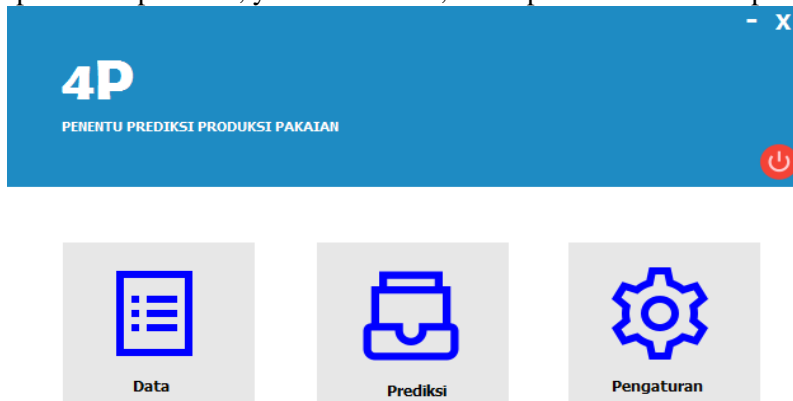 - X
4P
PENENTU PREDIKSI PRODUKSI PAKAIAN
Data
Prediksi
Pengaturan